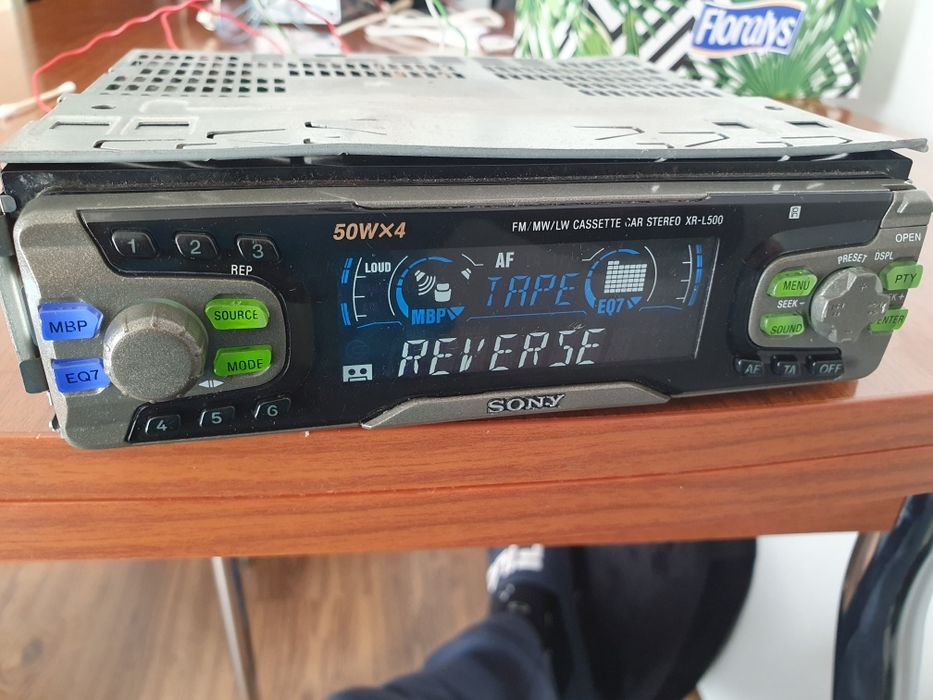 Floralys
50W×4
FM/MW/LW CASSETTE CAR STEREO XR-L500
OPEN
1
2
3
REP
LOUD
AF
TAPE
MBP
EQ7
REVERSE
PRESET
DSPL
MENU
PTY
SEEK-
SOUND
ENTER
MBP
SOURCE
EQ7
MODE
4
5
6
AF
TA
OFF
SONY